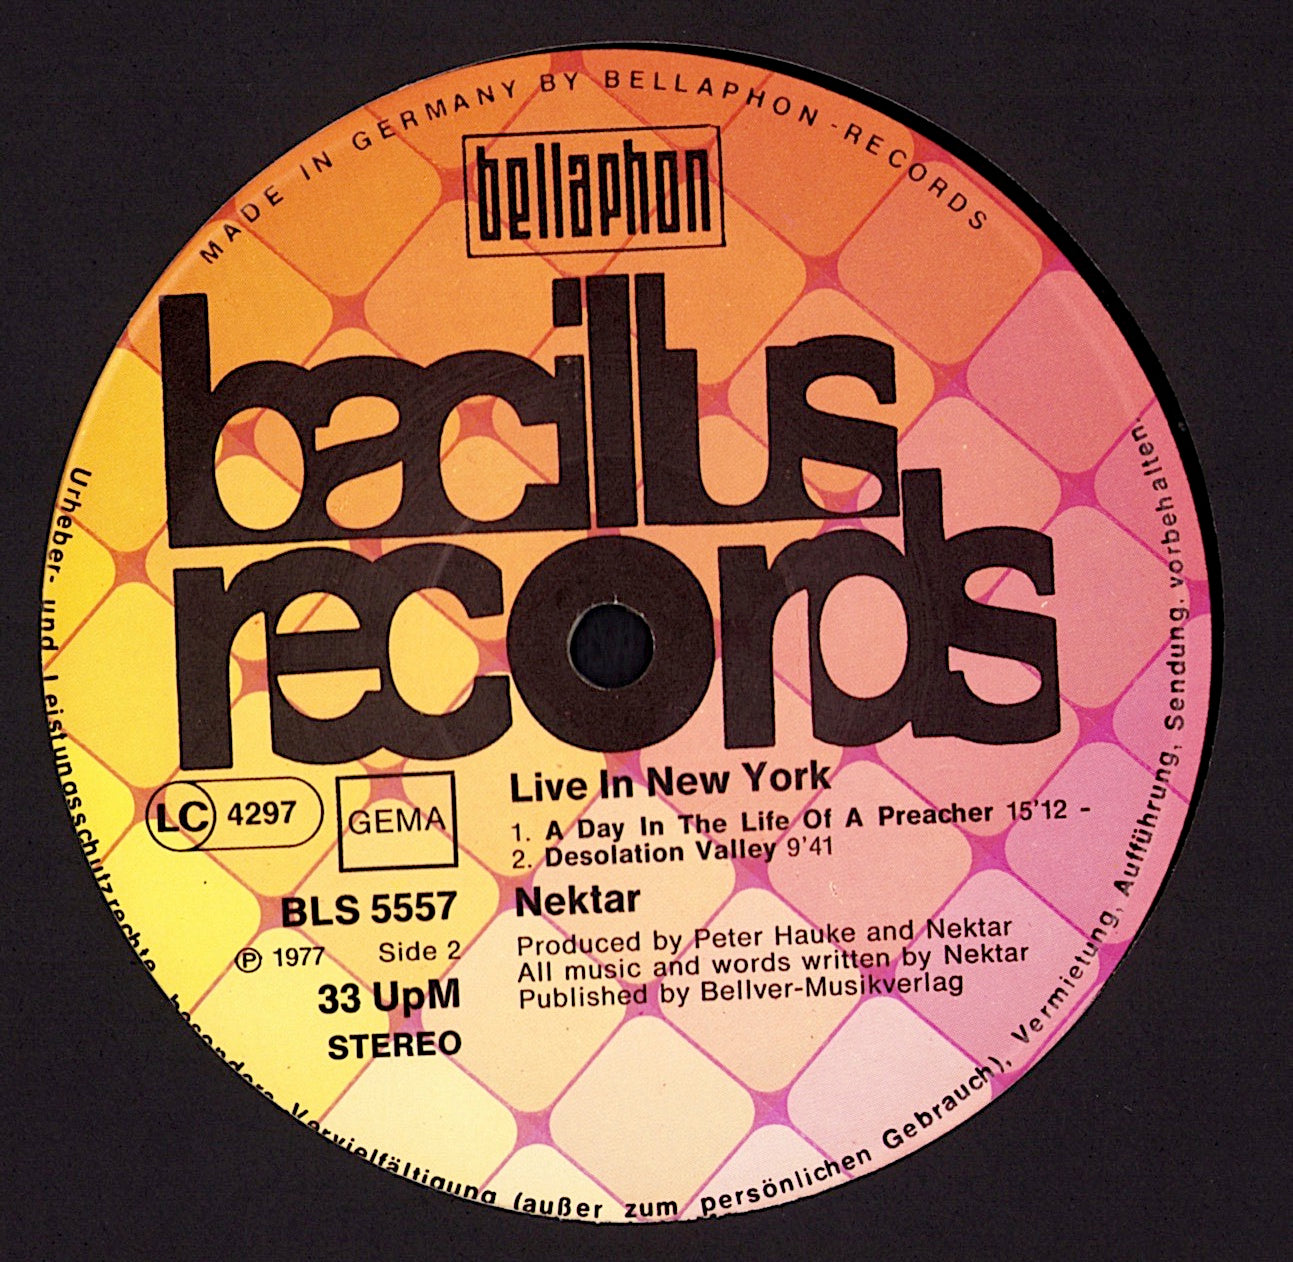 MADE IN GERMANY BY BELLAPHON-RECORDS
bellaphon
bacillus
records
LC 4297
GEMA
BLS 5557
℗ 1977 Side 2
33 UpM
STEREO
Live In New York
1. A Day In The Life Of A Preacher 15'12 -
2. Desolation Valley 9'41
Nektar
Produced by Peter Hauke and Nektar
All music and words written by Nektar
Published by Bellver-Musikverlag
Urheber- und Leistungsschutzrechte, besonders Vervielfältigung (außer zum persönlichen Gebrauch), Vermietung, Aufführung, Sendung, vorbehalten.